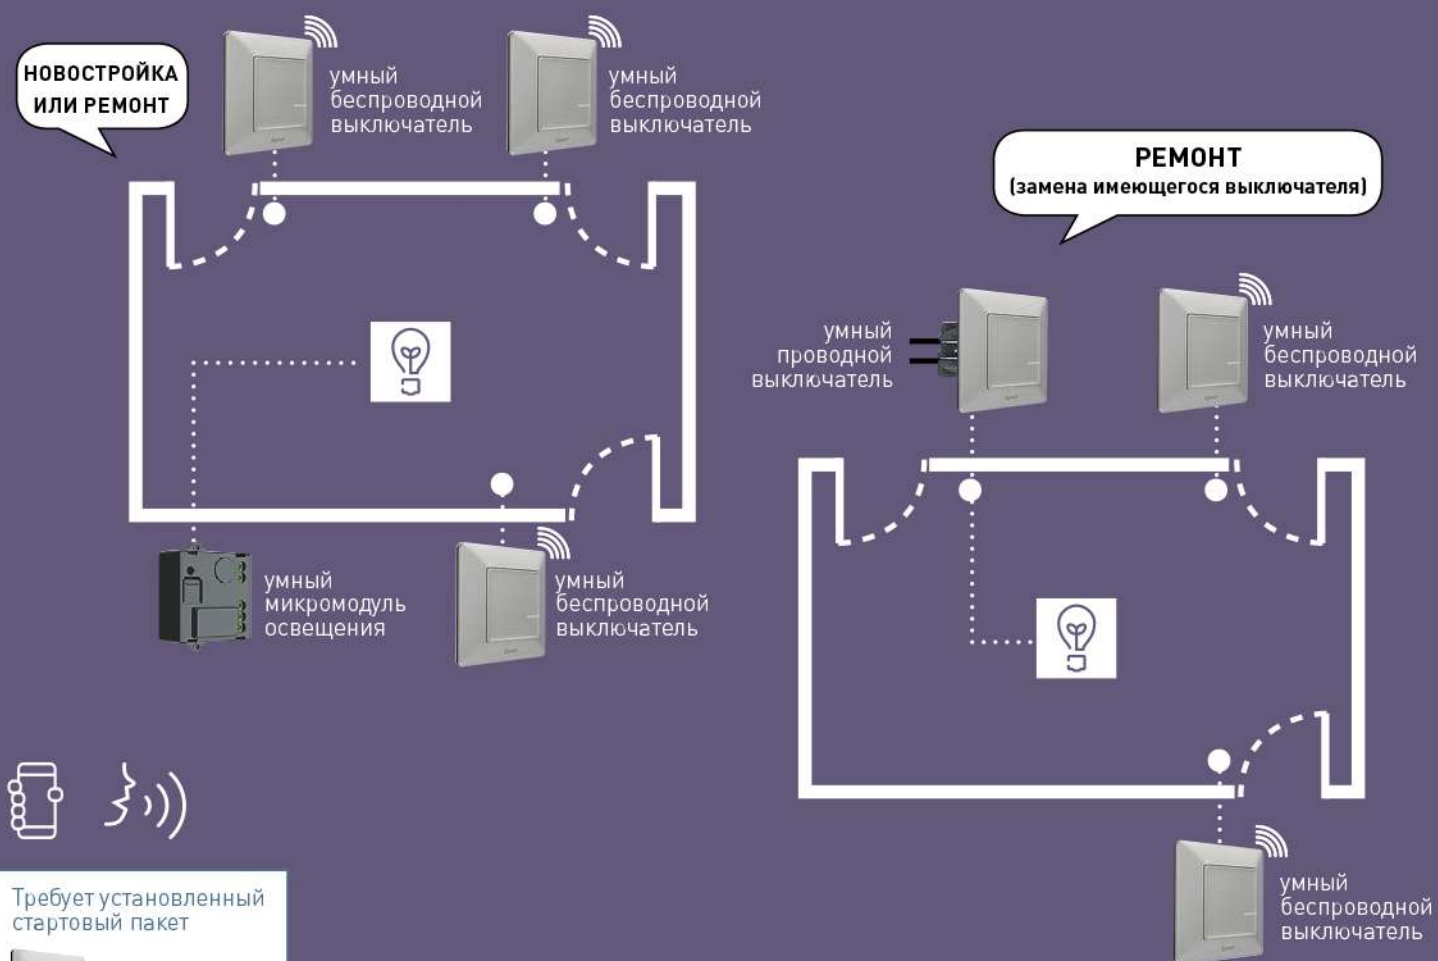 НОВОСТРОЙКА
ИЛИ РЕМОНТ
умный
беспроводной
выключатель
умный
беспроводной
выключатель
умный
микромодуль
освещения
умный
беспроводной
выключатель
РЕМОНТ
(замена имеющегося выключателя)
умный
проводной
выключатель
умный
беспроводной
выключатель
умный
беспроводной
выключатель
Требует установленный
стартовый пакет